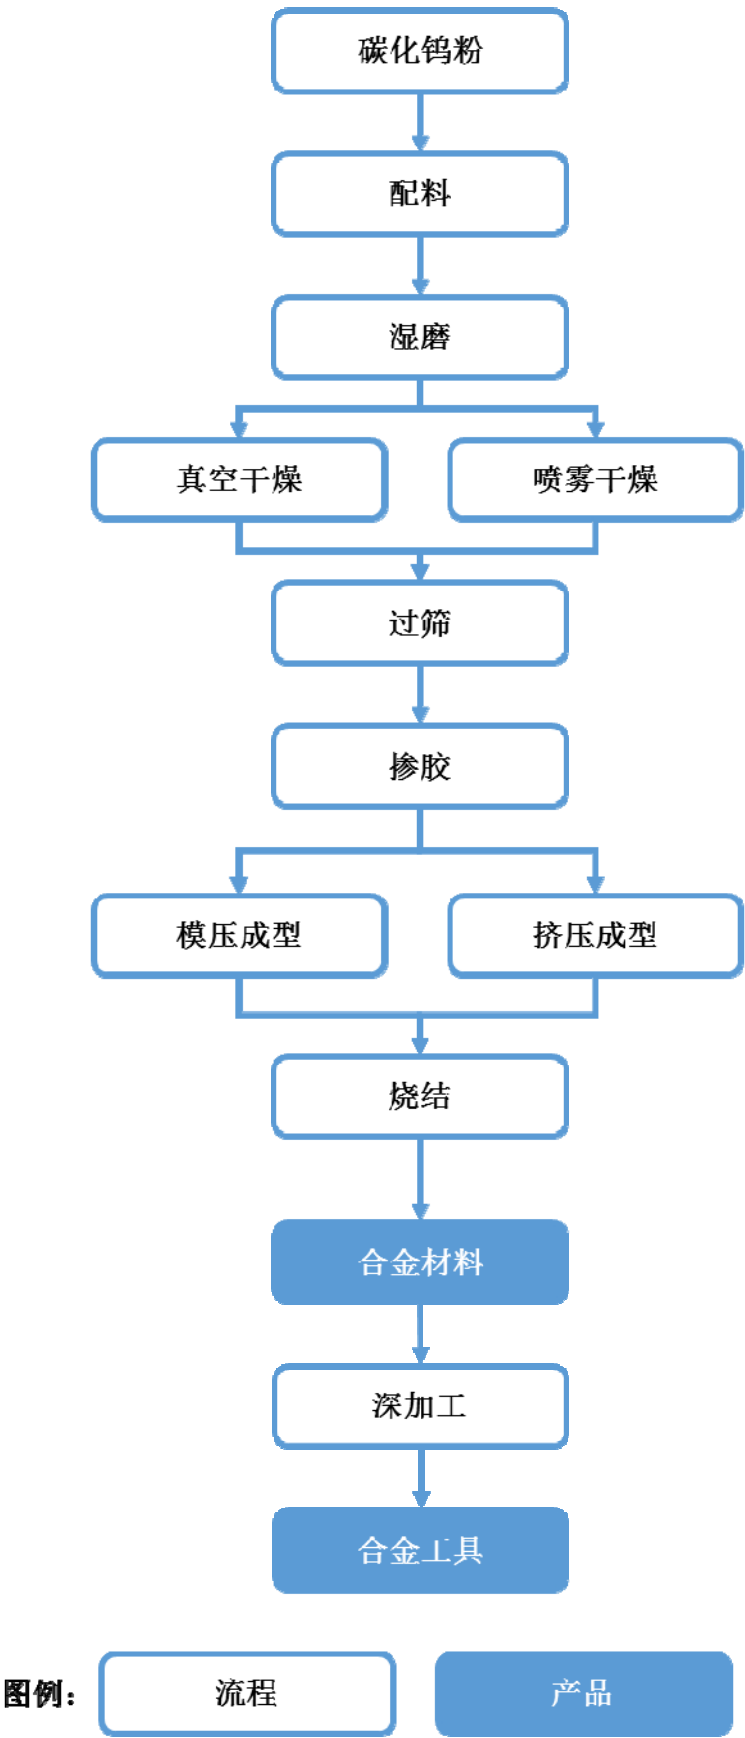 碳化钨粉
配料
湿磨
真空干燥 喷雾干燥
过筛
掺胶
模压成型 挤压成型
烧结
合金材料
深加工
合金工具
图例： 流程 产品